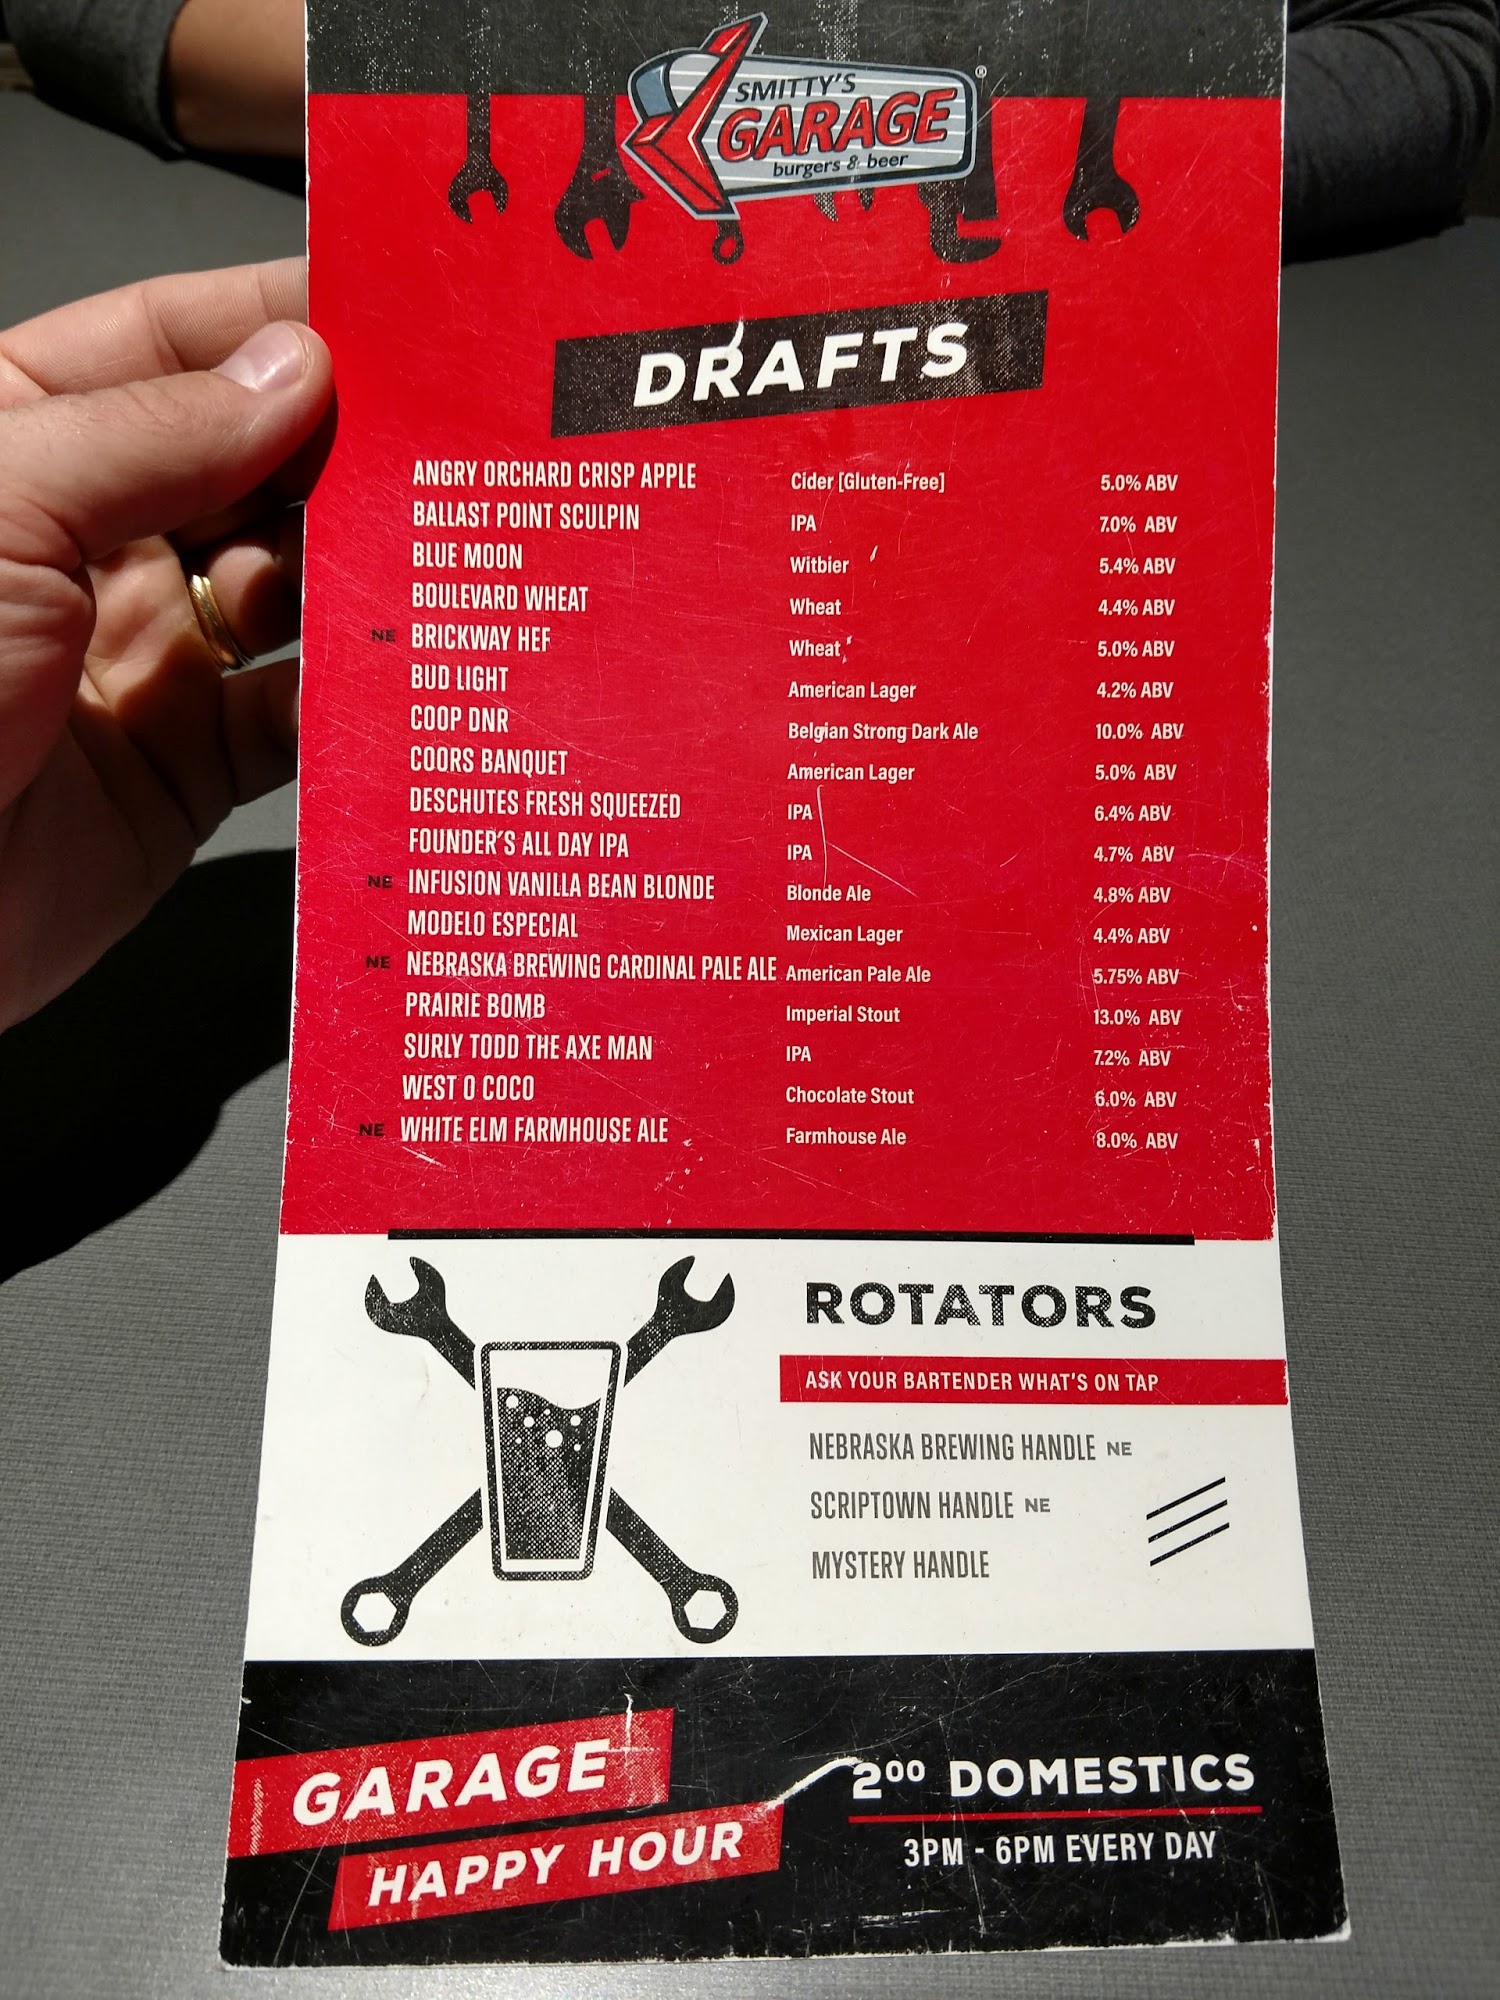 SMITTY'S
GARAGE ®
burgers & beer
DRAFTS
ANGRY ORCHARD CRISP APPLE Cider [Gluten-Free] 5.0% ABV
BALLAST POINT SCULPIN IPA 7.0% ABV
BLUE MOON Witbier 5.4% ABV
BOULEVARD WHEAT Wheat 4.4% ABV
NE BRICKWAY HEF Wheat 5.0% ABV
BUD LIGHT American Lager 4.2% ABV
COOP DNR Belgian Strong Dark Ale 10.0% ABV
COORS BANQUET American Lager 5.0% ABV
DESCHUTES FRESH SQUEEZED IPA 6.4% ABV
FOUNDER'S ALL DAY IPA IPA 4.7% ABV
NE INFUSION VANILLA BEAN BLONDE Blonde Ale 4.8% ABV
MODELO ESPECIAL Mexican Lager 4.4% ABV
NE NEBRASKA BREWING CARDINAL PALE ALE American Pale Ale 5.75% ABV
PRAIRIE BOMB Imperial Stout 13.0% ABV
SURLY TODD THE AXE MAN IPA 7.2% ABV
WEST O COCO Chocolate Stout 6.0% ABV
NE WHITE ELM FARMHOUSE ALE Farmhouse Ale 8.0% ABV
ROTATORS
ASK YOUR BARTENDER WHAT'S ON TAP
NEBRASKA BREWING HANDLE NE
SCRIPTOWN HANDLE NE
MYSTERY HANDLE
GARAGE
HAPPY HOUR
2⁰⁰ DOMESTICS
3PM - 6PM EVERY DAY